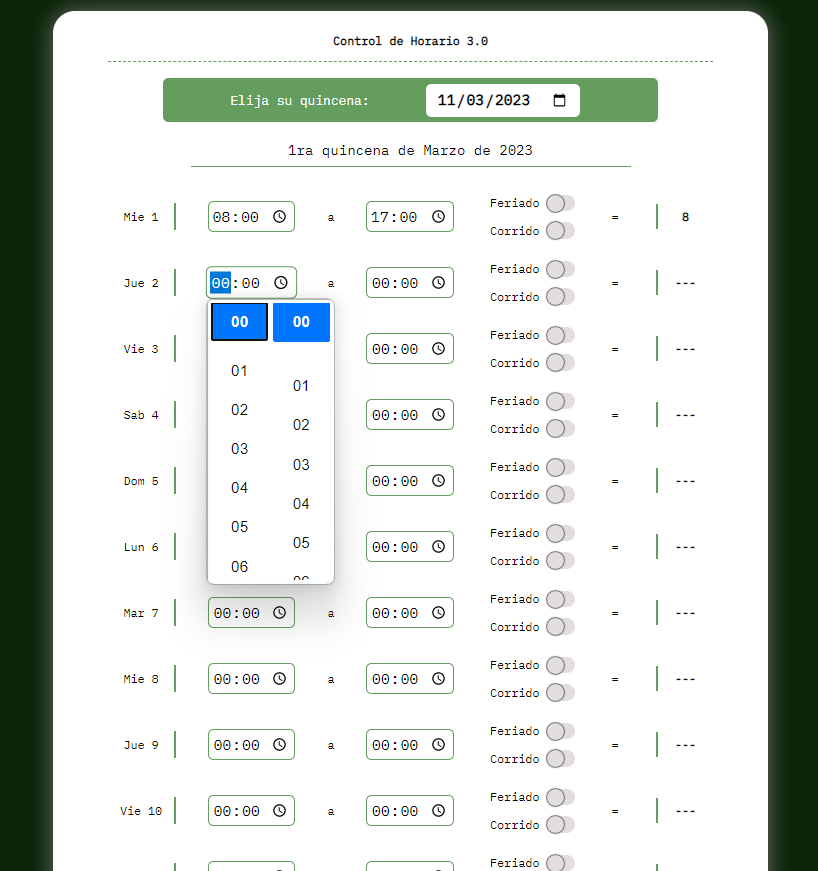 Control de Horario 3.0
Elija su quincena: 11/03/2023
1ra quincena de Marzo de 2023
Mie 1 08:00 a 17:00 Feriado Corrido = 8
Jue 2 00:00 a 00:00 Feriado Corrido = ---
00 00
01 01
02 02
03 03
04 04
05 05
06
Vie 3 00:00 Feriado Corrido = ---
Sab 4 00:00 Feriado Corrido = ---
Dom 5 00:00 Feriado Corrido = ---
Lun 6 00:00 Feriado Corrido = ---
Mar 7 00:00 a 00:00 Feriado Corrido = ---
Mie 8 00:00 a 00:00 Feriado Corrido = ---
Jue 9 00:00 a 00:00 Feriado Corrido = ---
Vie 10 00:00 a 00:00 Feriado Corrido = ---
Feriado